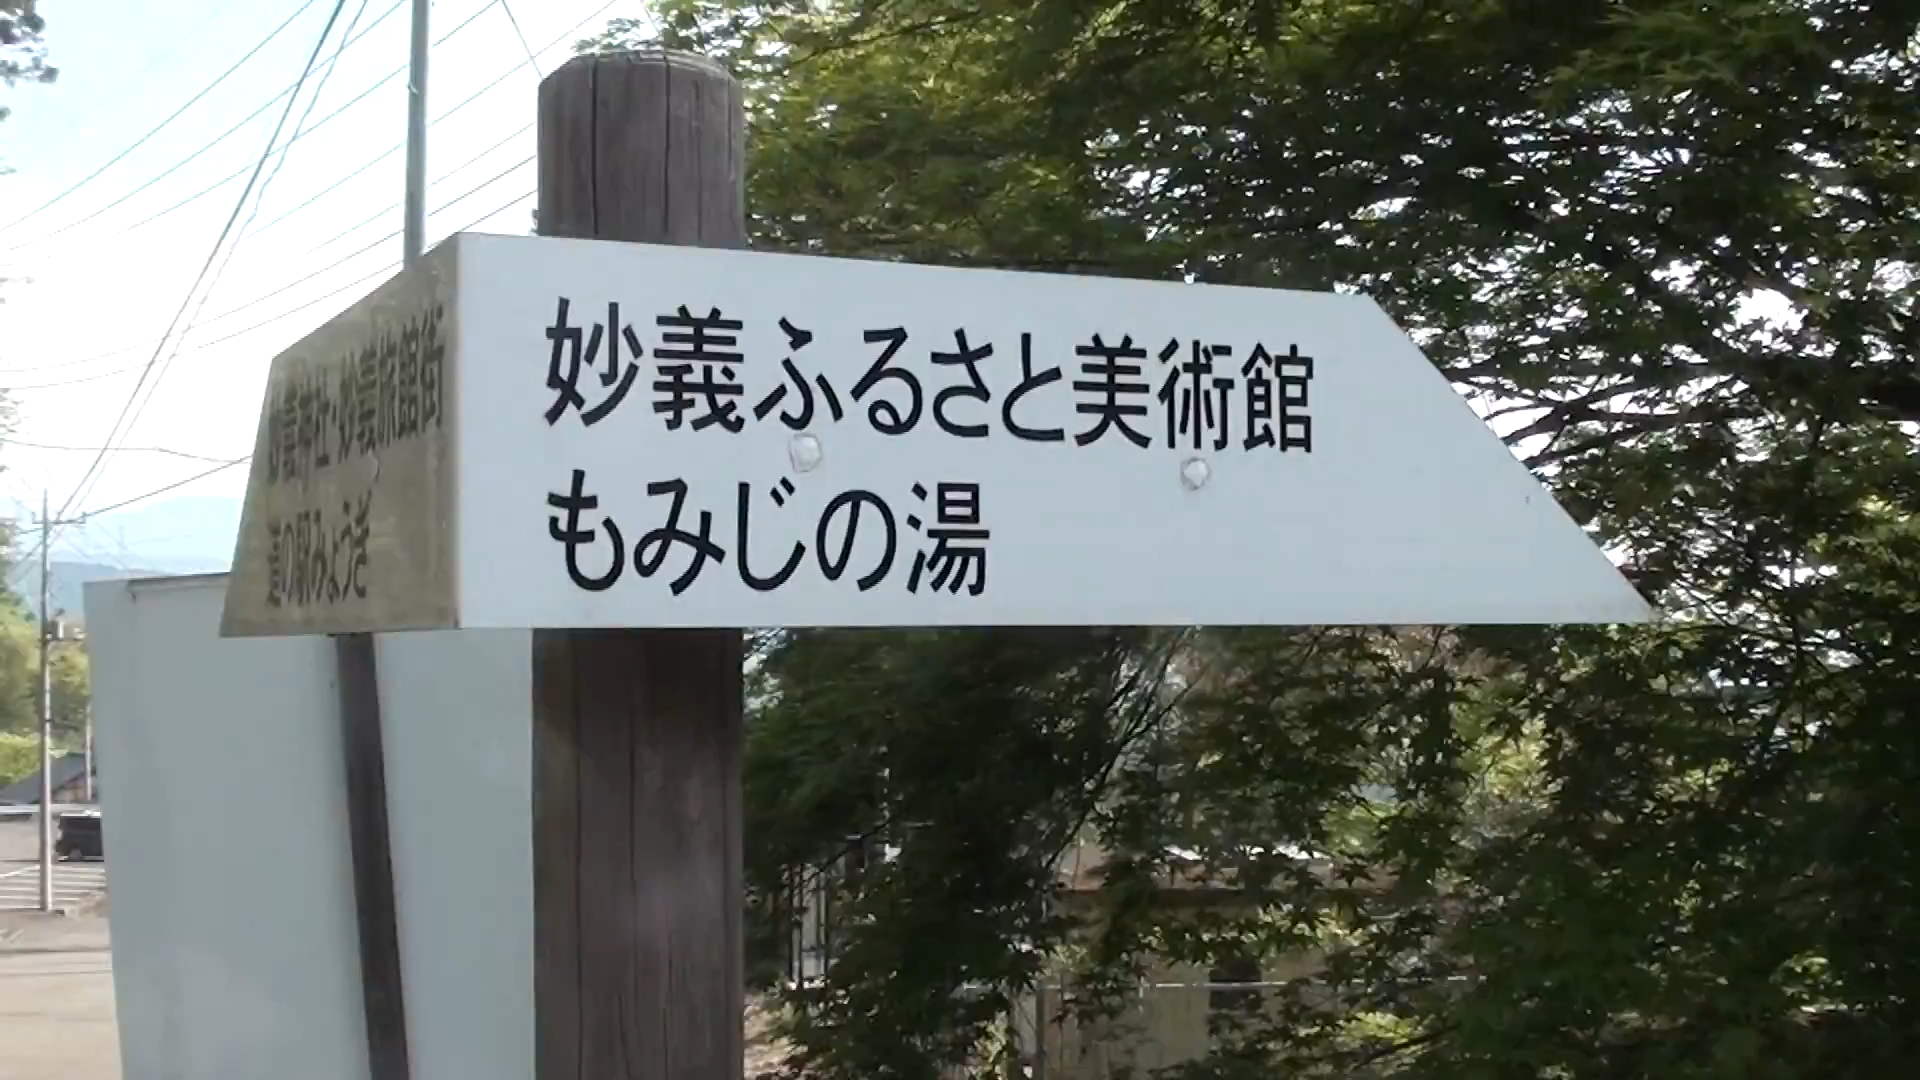 妙義ふるさと美術館
もみじの湯
妙義神社・妙義旅館街
道の駅みょうぎ